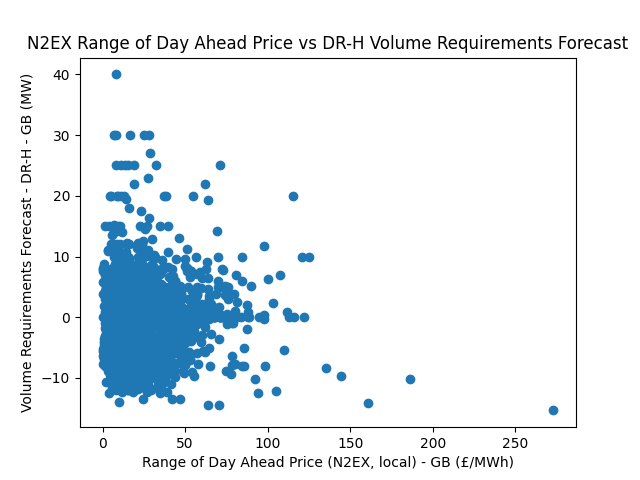 N2EX Range of Day Ahead Price vs DR-H Volume Requirements Forecast
Volume Requirements Forecast - DR-H - GB (MW)
40
30
20
10
0
−10
0 50 100 150 200 250
Range of Day Ahead Price (N2EX, local) - GB (£/MWh)